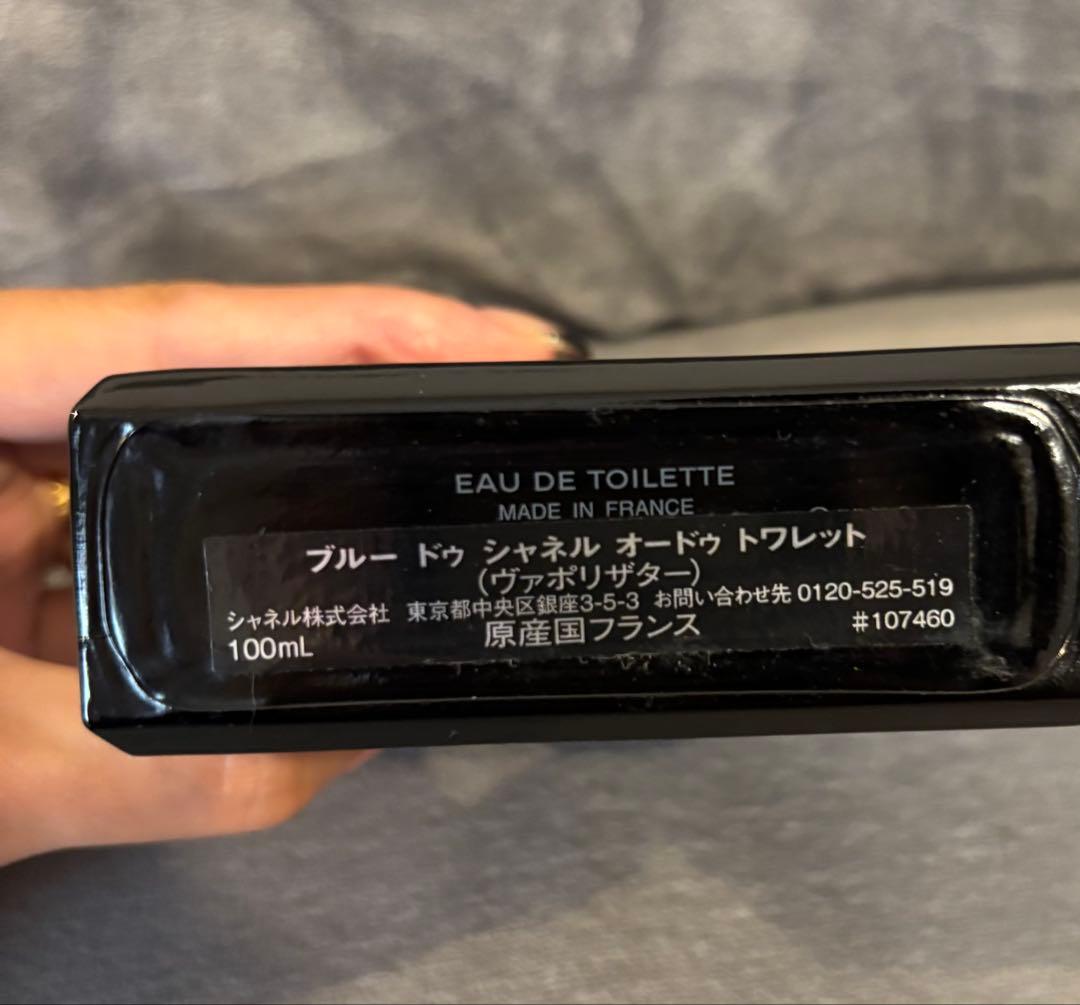 EAU DE TOILETTE
MADE IN FRANCE
ブルー ドゥ シャネル オードゥ トワレット
(ヴァポリザター)
シャネル株式会社 東京都中央区銀座3-5-3 お問い合わせ先 0120-525-519
100mL 原産国フランス #107460